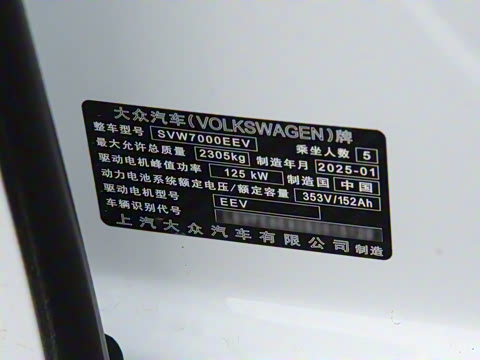 大众汽车(VOLKSWAGEN)牌
整车型号 SVW7000EEV 乘坐人数 5
最大允许总质量 2305kg 制造年月 2025-01
驱动电机峰值功率 125 kW 制造国 中国
动力电池系统额定电压/额定容量 353V/152Ah
驱动电机型号 EEV
车辆识别代号
上汽大众汽车有限公司制造